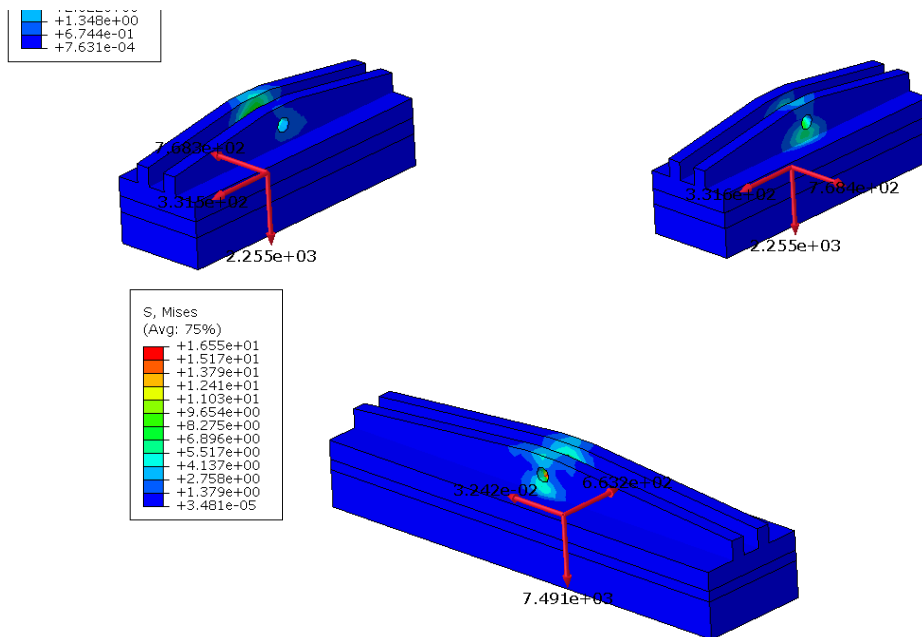 +1.348e+00
+6.744e-01
+7.631e-04
7.683e+02
3.315e+02
2.255e+03
3.316e+02
7.684e+02
2.255e+03
S, Mises
(Avg: 75%)
+1.655e+01
+1.517e+01
+1.379e+01
+1.241e+01
+1.103e+01
+9.654e+00
+8.275e+00
+6.896e+00
+5.517e+00
+4.137e+00
+2.758e+00
+1.379e+00
+3.481e-05
3.242e-02
6.632e+02
7.491e+03